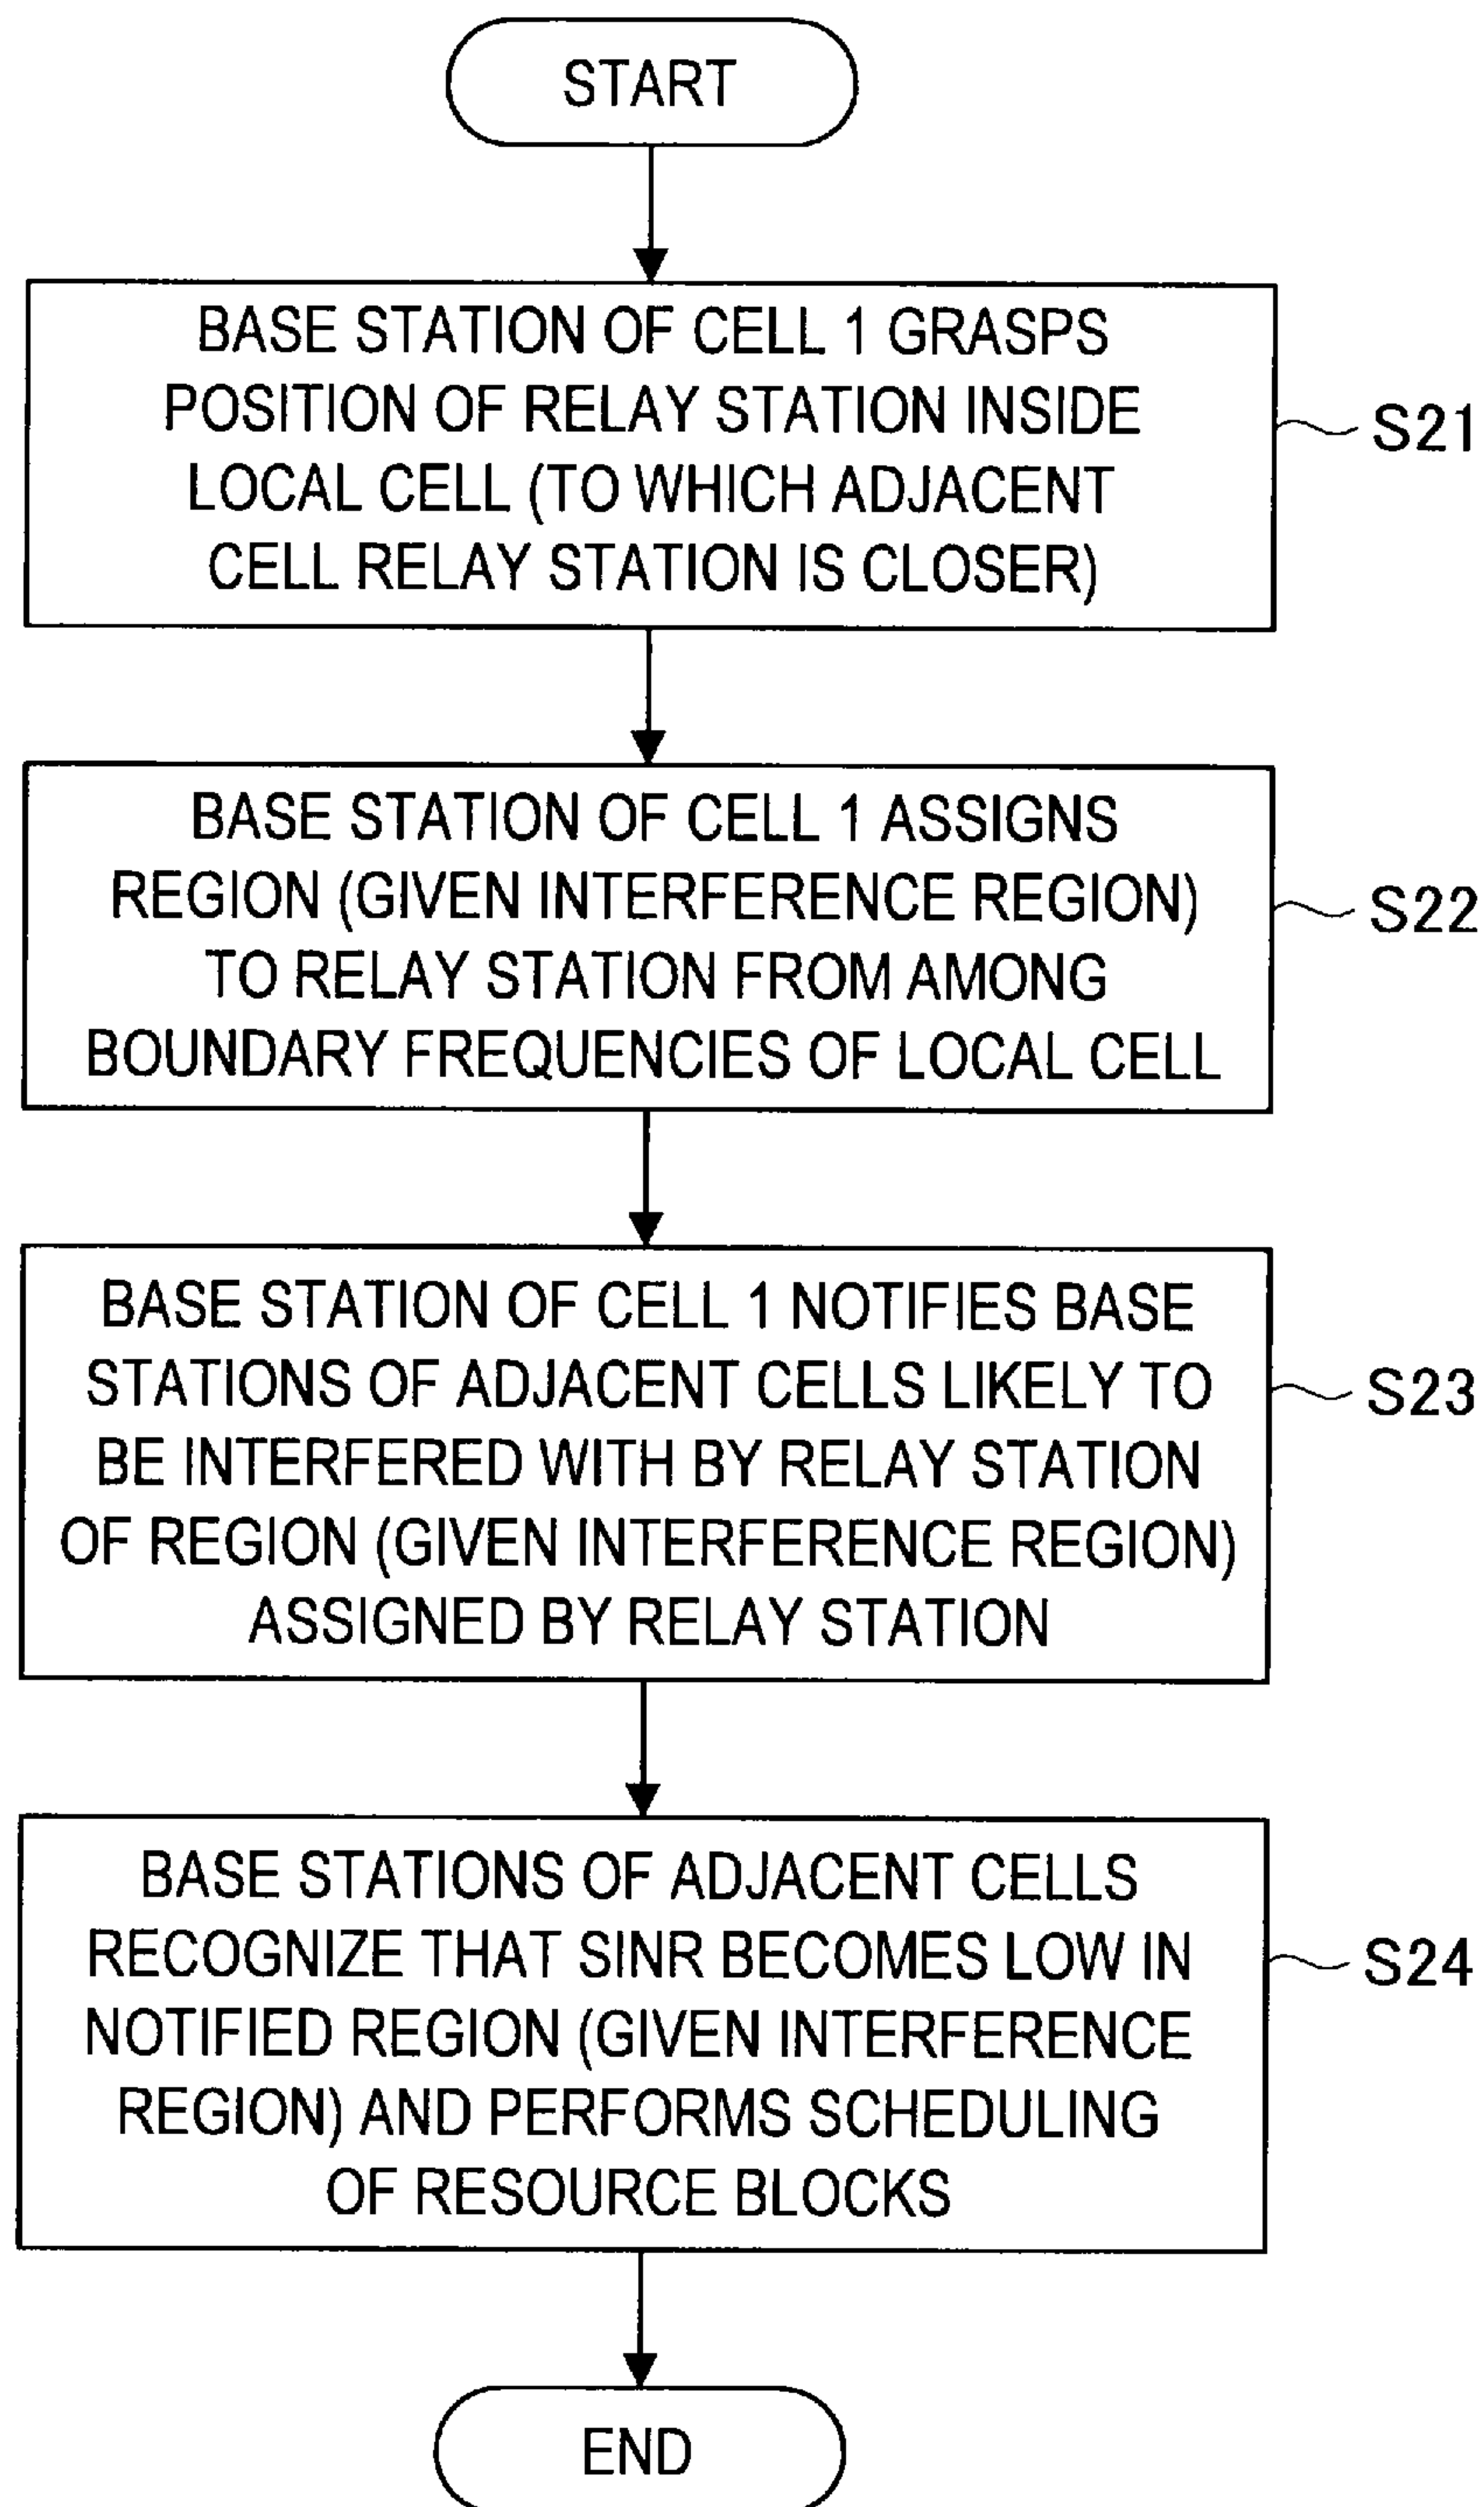 START
BASE STATION OF CELL 1 GRASPS
POSITION OF RELAY STATION INSIDE
LOCAL CELL (TO WHICH ADJACENT
CELL RELAY STATION IS CLOSER)
S21
BASE STATION OF CELL 1 ASSIGNS
REGION (GIVEN INTERFERENCE REGION)
TO RELAY STATION FROM AMONG
BOUNDARY FREQUENCIES OF LOCAL CELL
S22
BASE STATION OF CELL 1 NOTIFIES BASE
STATIONS OF ADJACENT CELLS LIKELY TO
BE INTERFERED WITH BY RELAY STATION
OF REGION (GIVEN INTERFERENCE REGION)
ASSIGNED BY RELAY STATION
S23
BASE STATIONS OF ADJACENT CELLS
RECOGNIZE THAT SINR BECOMES LOW IN
NOTIFIED REGION (GIVEN INTERFERENCE
REGION) AND PERFORMS SCHEDULING
OF RESOURCE BLOCKS
S24
END